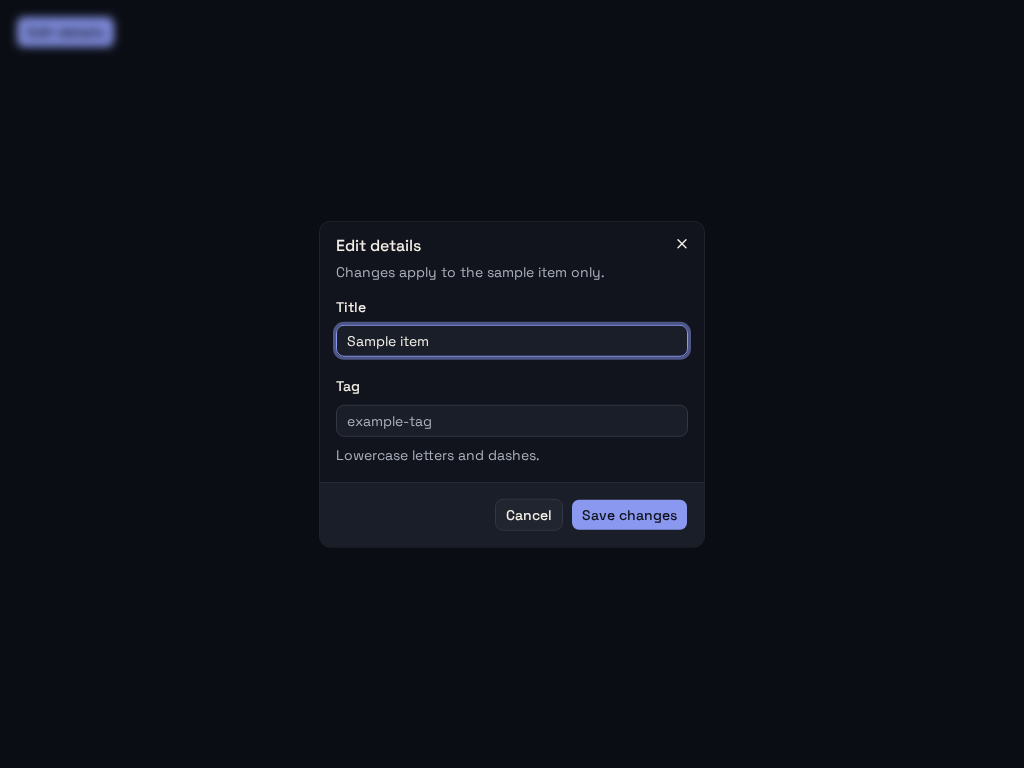 Edit details
Changes apply to the sample item only.
Title
Sample item
Tag
example-tag
Lowercase letters and dashes.
Cancel
Save changes